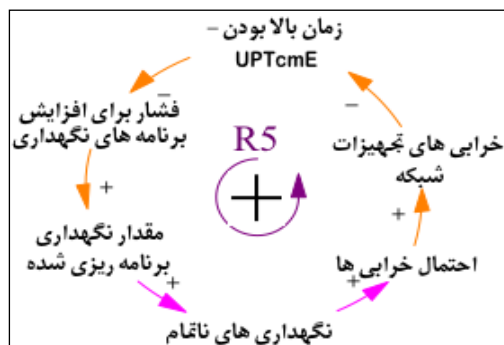 زمان بالا بودن -
UPTcmE
فشار برای افزایش
برنامه های نگهداری
خرابی های تجهیزات
شبکه
R5
مقدار نگهداری
برنامه ریزی شده
احتمال خرابی ها
نگهداری های ناتمام